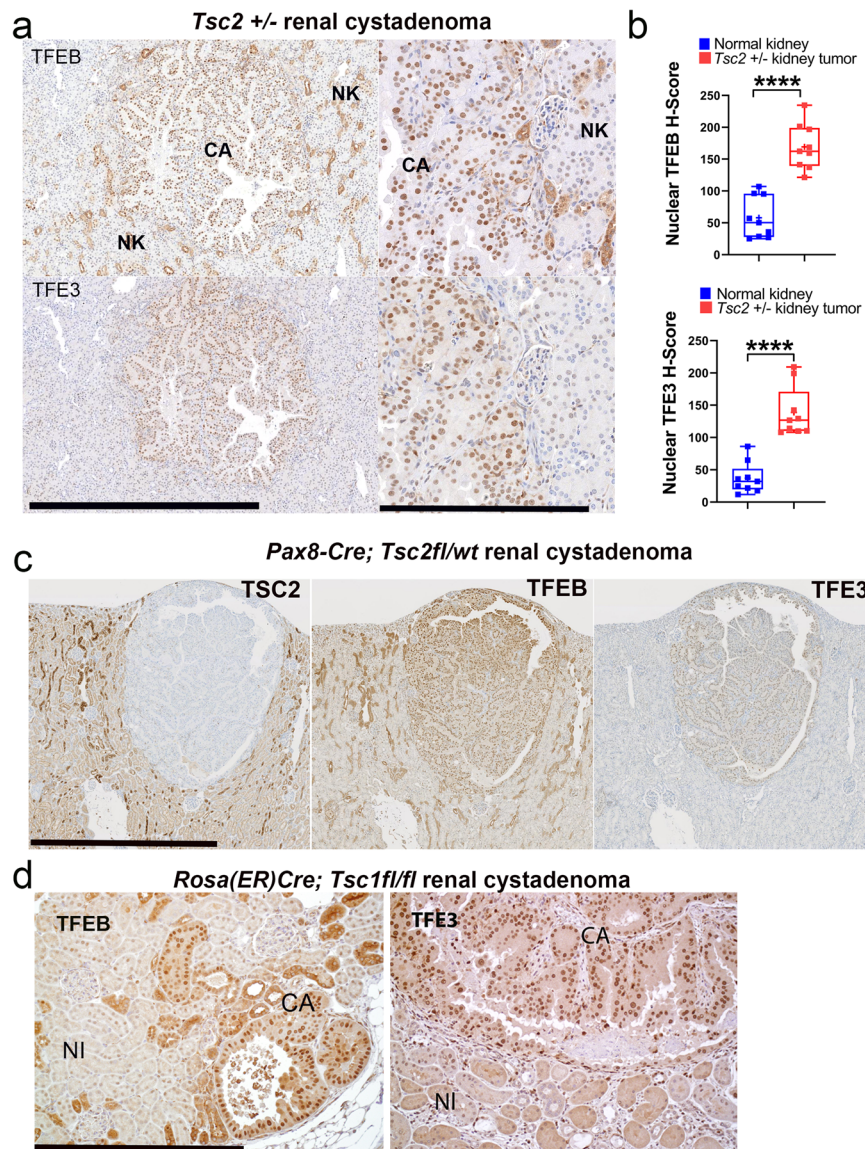 a
Tsc2 +/- renal cystadenoma
TFEB
NK
CA
NK
CA
NK
TFE3
b
Normal kidney
Tsc2 +/- kidney tumor
****
Nuclear TFEB H-Score
250
200
150
100
50
0
Normal kidney
Tsc2 +/- kidney tumor
****
Nuclear TFE3 H-Score
250
200
150
100
50
0
c
Pax8-Cre; Tsc2fl/wt renal cystadenoma
TSC2
TFEB
TFE3
d
Rosa(ER)Cre; Tsc1fl/fl renal cystadenoma
TFEB
CA
NI
TFE3
CA
NI